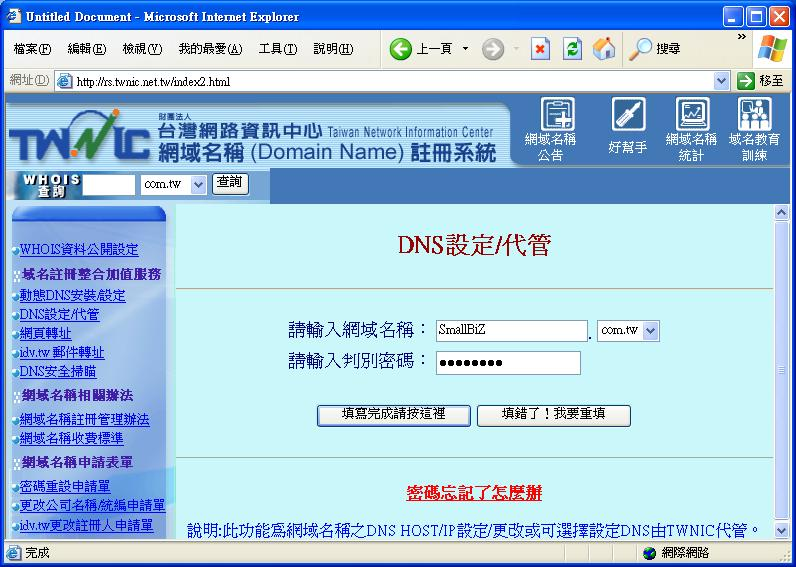 Untitled Document - Microsoft Internet Explorer
檔案(F) 編輯(E) 檢視(V) 我的最愛(A) 工具(T) 說明(H) 上一頁 搜尋 »
網址(D) http://rs.twnic.net.tw/index2.html 移至
TWNIC 財團法人
台灣網路資訊中心 Taiwan Network Information Center
網域名稱 (Domain Name) 註冊系統
網域名稱
公告
好幫手
網域名稱
統計
域名教育
訓練
WHOIS
查詢 com.tw 查詢
WHOIS資料公開設定
域名註冊整合加值服務
動態DNS安裝/設定
DNS設定/代管
網頁轉址
idv.tw 郵件轉址
DNS安全掃瞄
網域名稱相關辦法
網域名稱註冊管理辦法
網域名稱收費標準
網域名稱申請表單
密碼重設申請單
更改公司名稱/統編申請單
idv.tw更改註冊人申請單
DNS設定/代管
請輸入網域名稱： SmallBiZ . com.tw
請輸入判別密碼： ●●●●●●●●
填寫完成請按這裡 填錯了！我要重填
密碼忘記了怎麼辦
說明:此功能為網域名稱之DNS HOST/IP設定/更改或可選擇設定DNS由TWNIC代管。
完成 網際網路